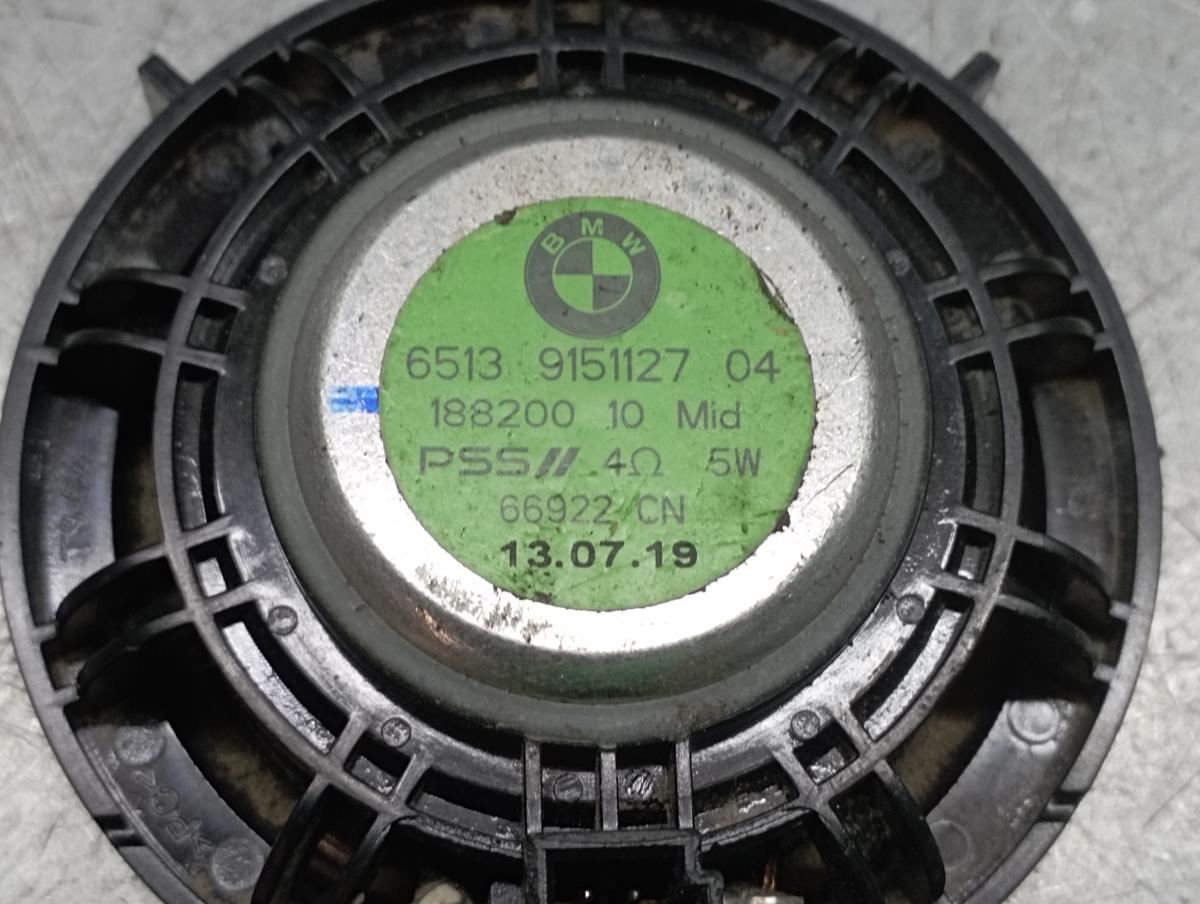 BMW
6513 9151127 04
188200 10 Mid
PSS// 4Ω 5W
66922 CN
13.07.19